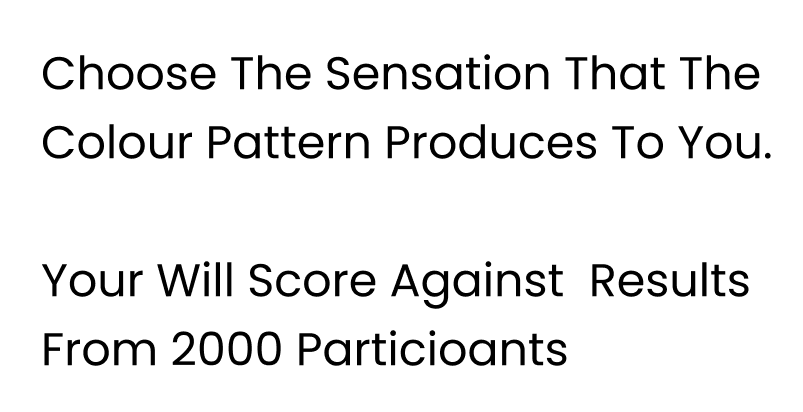 Choose The Sensation That The
Colour Pattern Produces To You.
Your Will Score Against  Results
From 2000 Particioants